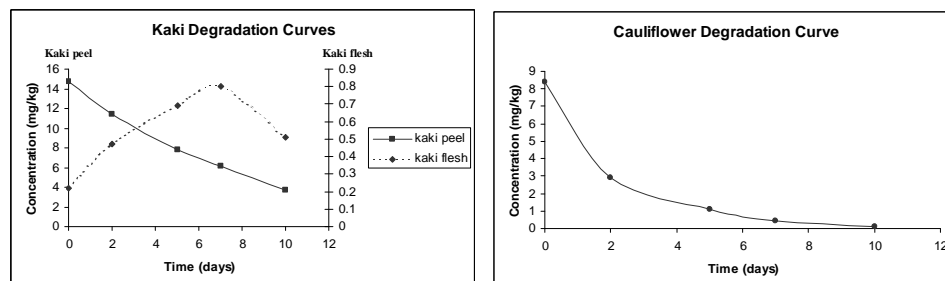 Kaki Degradation Curves
Kaki peel
Kaki flesh
Concentration (mg/kg)
16
14
12
10
8
6
4
2
0
0.9
0.8
0.7
0.6
0.5
0.4
0.3
0.2
0.1
0
0 2 4 6 8 10 12
Time (days)
kaki peel
kaki flesh
Cauliflower Degradation Curve
Concentration (mg/kg)
9
8
7
6
5
4
3
2
1
0
0 2 4 6 8 10 12
Time (days)